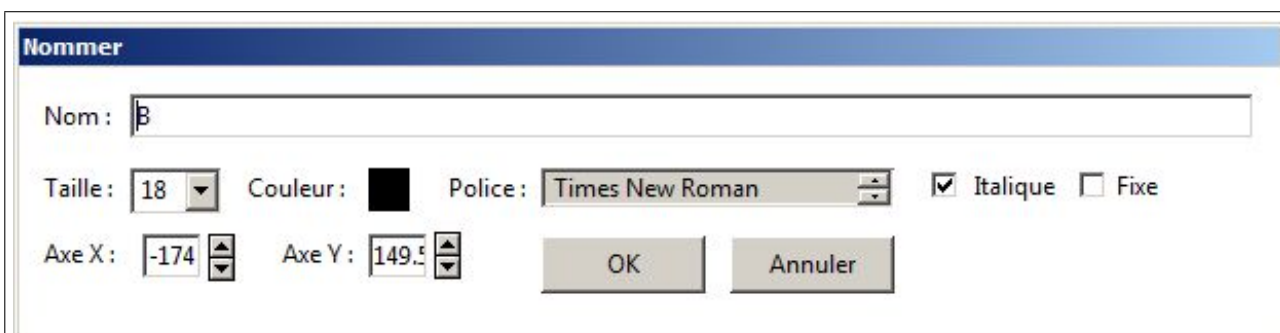 Nommer
Nom : B
Taille : 18 Couleur : Police : Times New Roman Italique Fixe
Axe X : -174 Axe Y : 149.5 OK Annuler